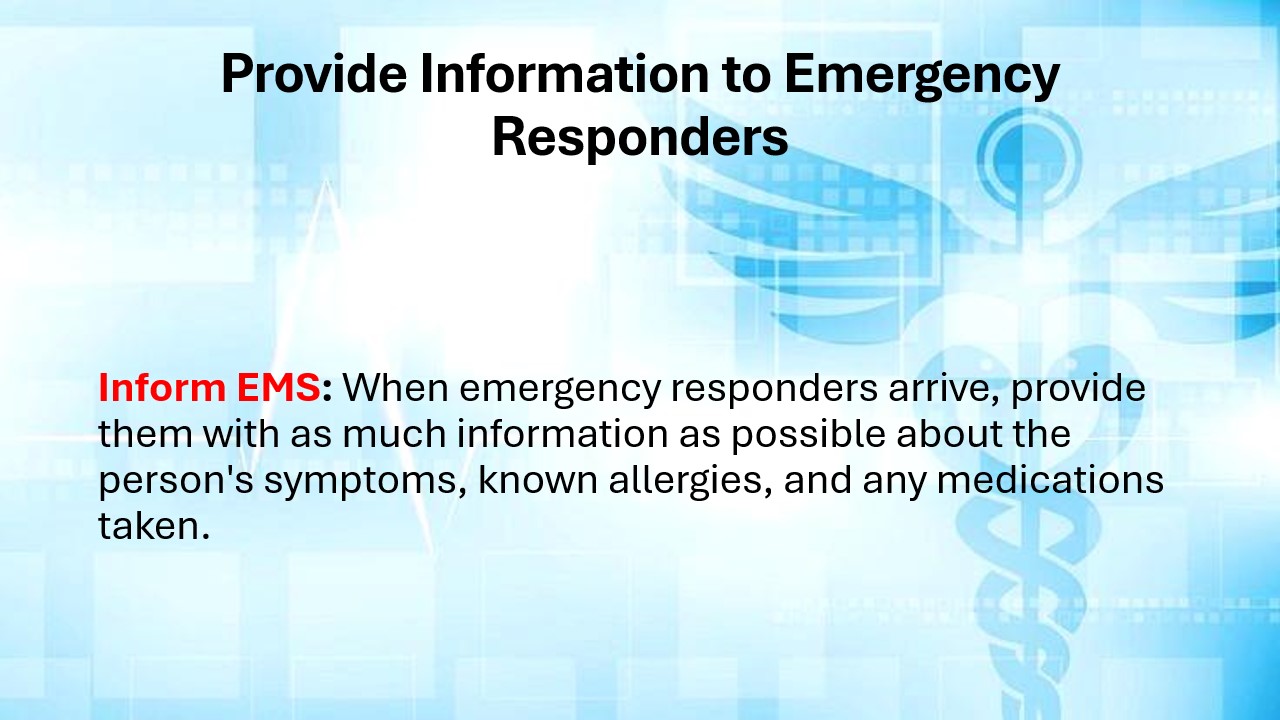 Provide Information to Emergency
Responders
Inform EMS: When emergency responders arrive, provide
them with as much information as possible about the
person's symptoms, known allergies, and any medications
taken.